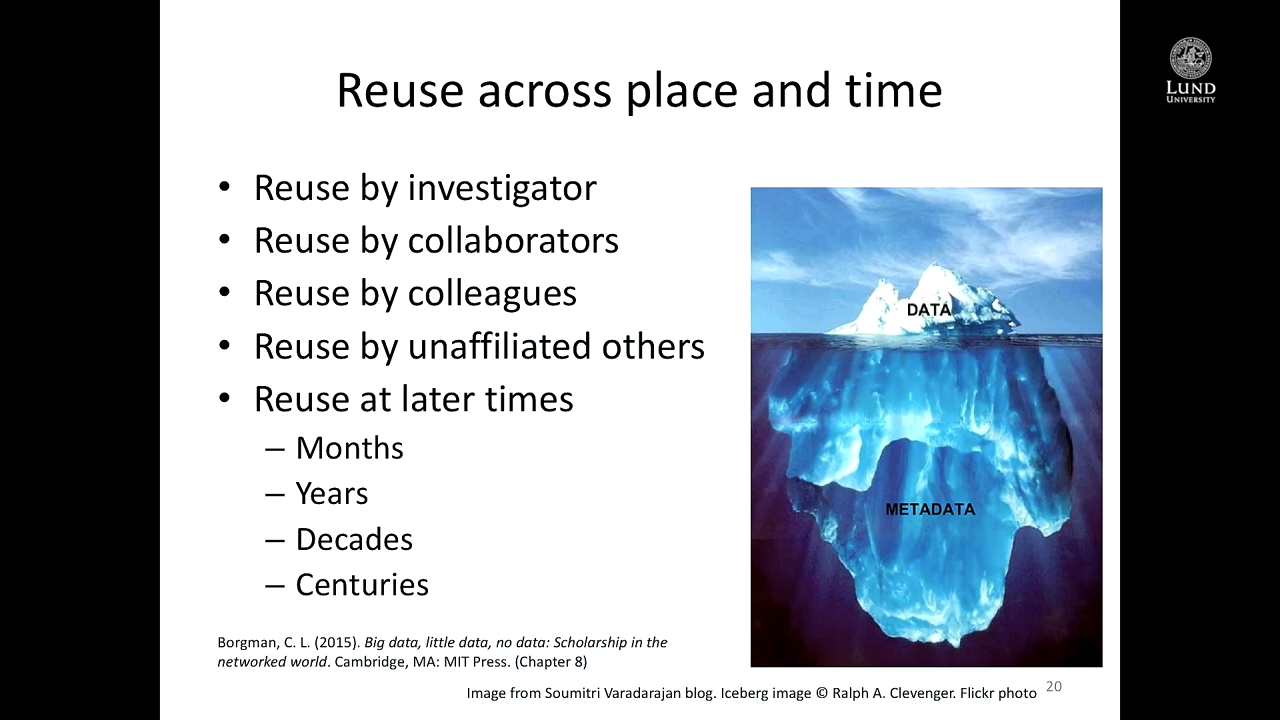 LUND
UNIVERSITY
Reuse across place and time
• Reuse by investigator
• Reuse by collaborators
• Reuse by colleagues
• Reuse by unaffiliated others
• Reuse at later times
– Months
– Years
– Decades
– Centuries
DATA
METADATA
Borgman, C. L. (2015). Big data, little data, no data: Scholarship in the
networked world. Cambridge, MA: MIT Press. (Chapter 8)
Image from Soumitri Varadarajan blog. Iceberg image © Ralph A. Clevenger. Flickr photo
20